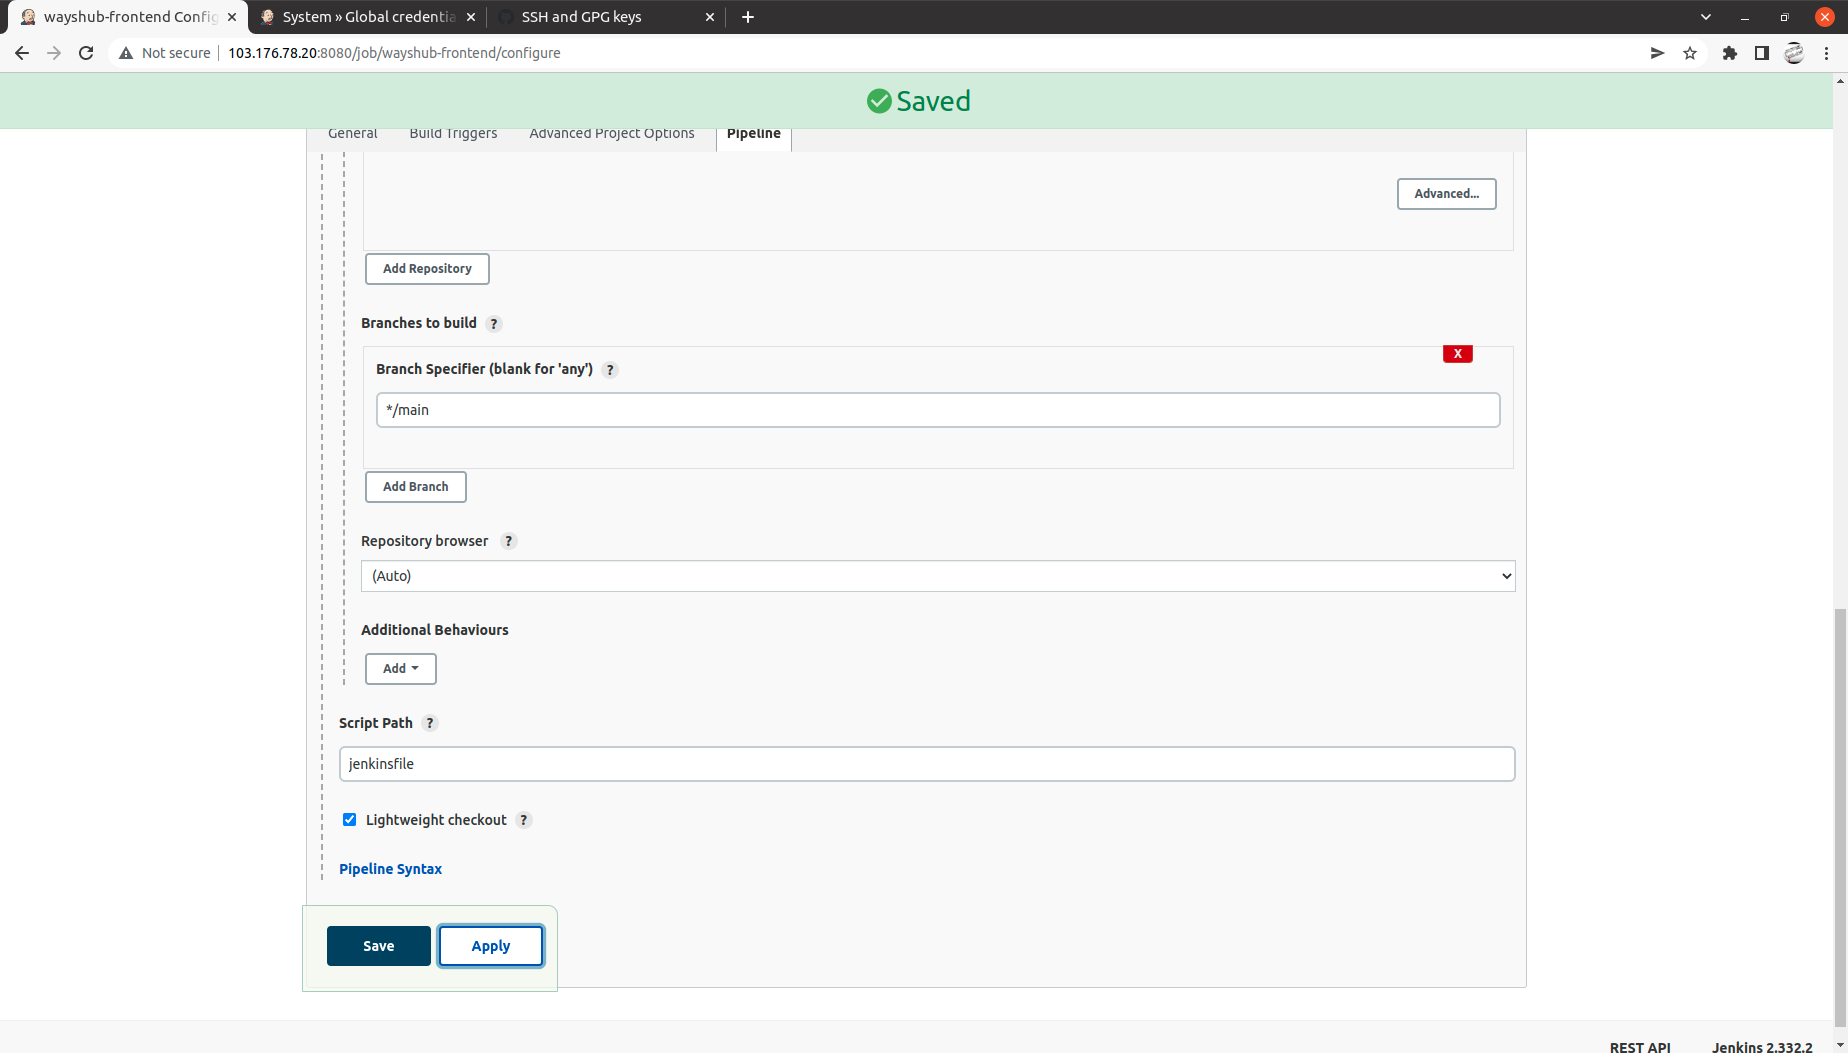 wayshub-frontend Config
System » Global credentia
SSH and GPG keys
Not secure
103.176.78.20:8080/job/wayshub-frontend/configure
Saved
General Build Triggers Advanced Project Options Pipeline
Advanced...
Add Repository
Branches to build ?
X
Branch Specifier (blank for 'any') ?
*/main
Add Branch
Repository browser ?
(Auto)
Additional Behaviours
Add
Script Path ?
jenkinsfile
Lightweight checkout ?
Pipeline Syntax
Save Apply
REST API Jenkins 2.332.2